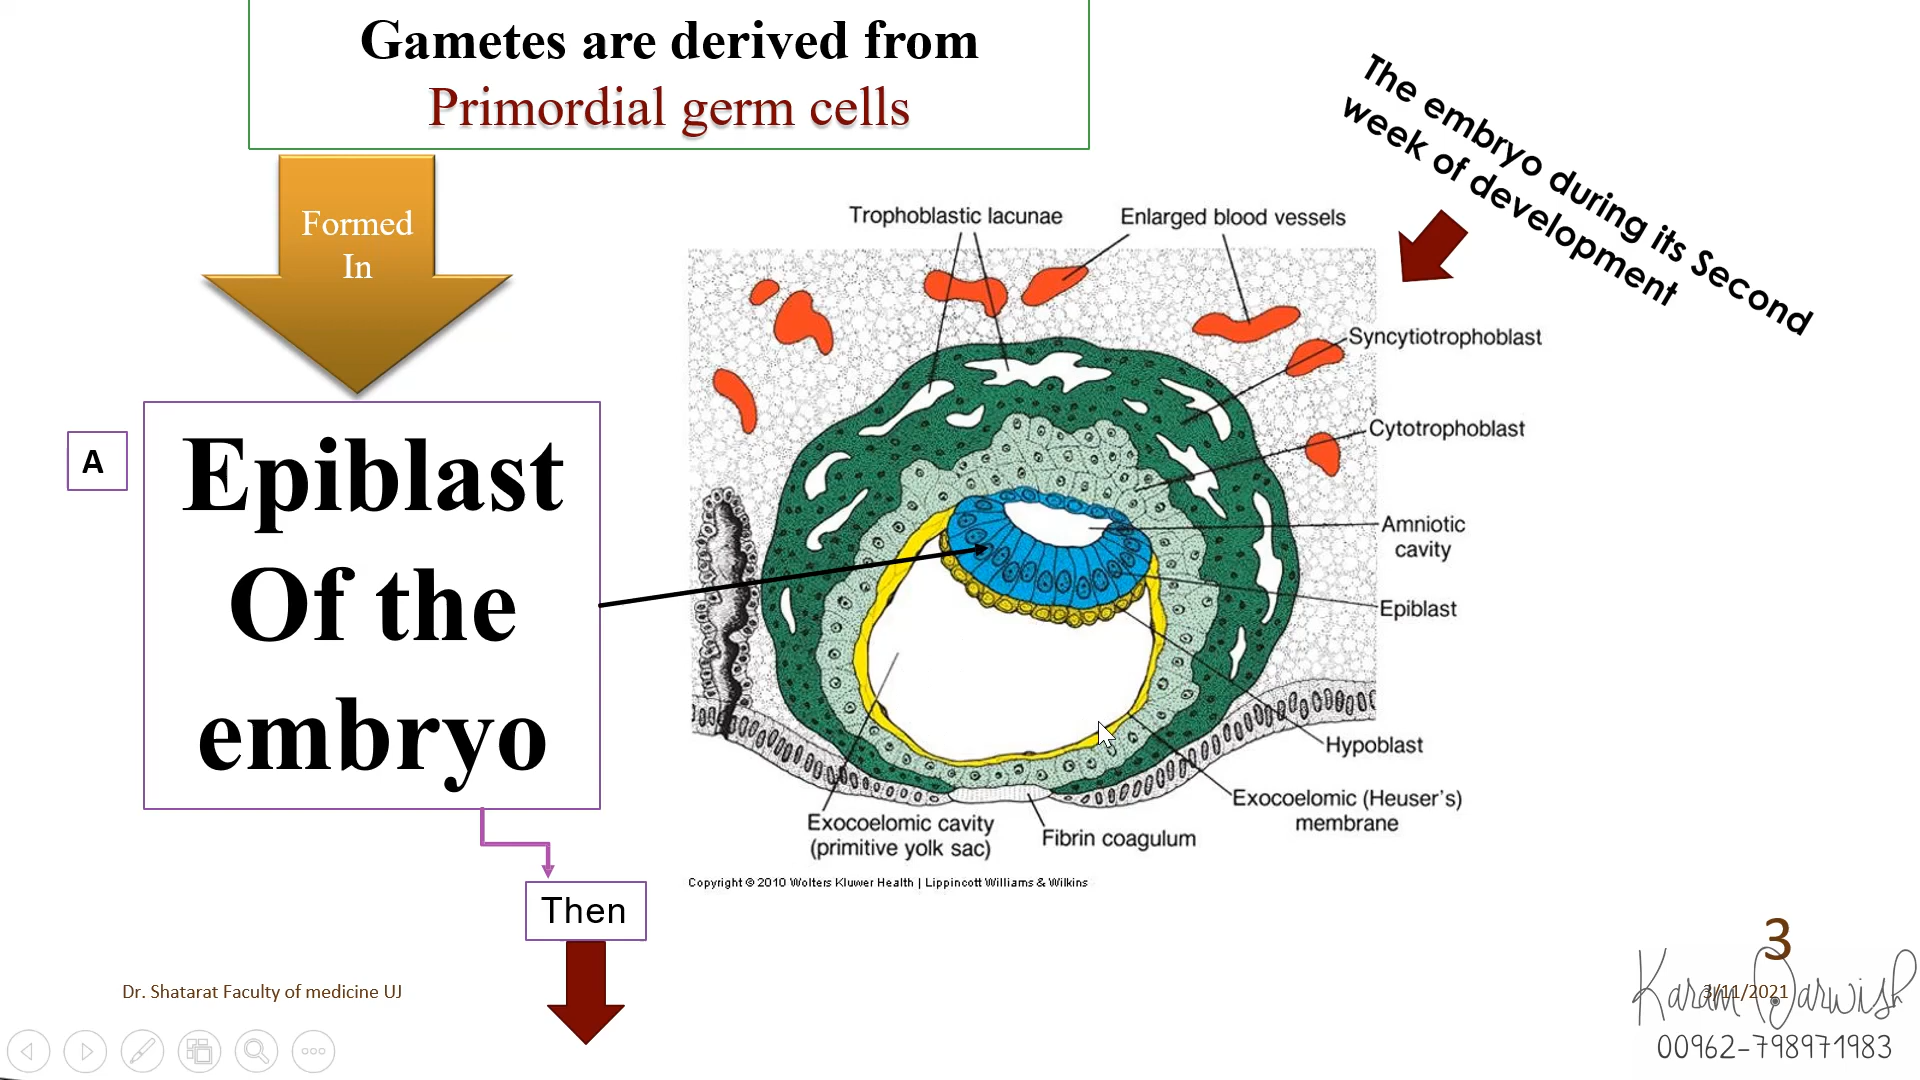 Gametes are derived from
Primordial germ cells
The embryo during its Second
week of development
Formed
In
Trophoblastic lacunae
Enlarged blood vessels
Syncytiotrophoblast
Cytotrophoblast
A
Epiblast
Of the
embryo
Amniotic
cavity
Epiblast
Hypoblast
Exocoelomic (Heuser's)
membrane
Exocoelomic cavity
(primitive yolk sac)
Fibrin coagulum
Copyright © 2010 Wolters Kluwer Health | Lippincott Williams & Wilkins
Then
3
Dr. Shatarat Faculty of medicine UJ
3/11/2021
Karam Darwish
00962-798971983